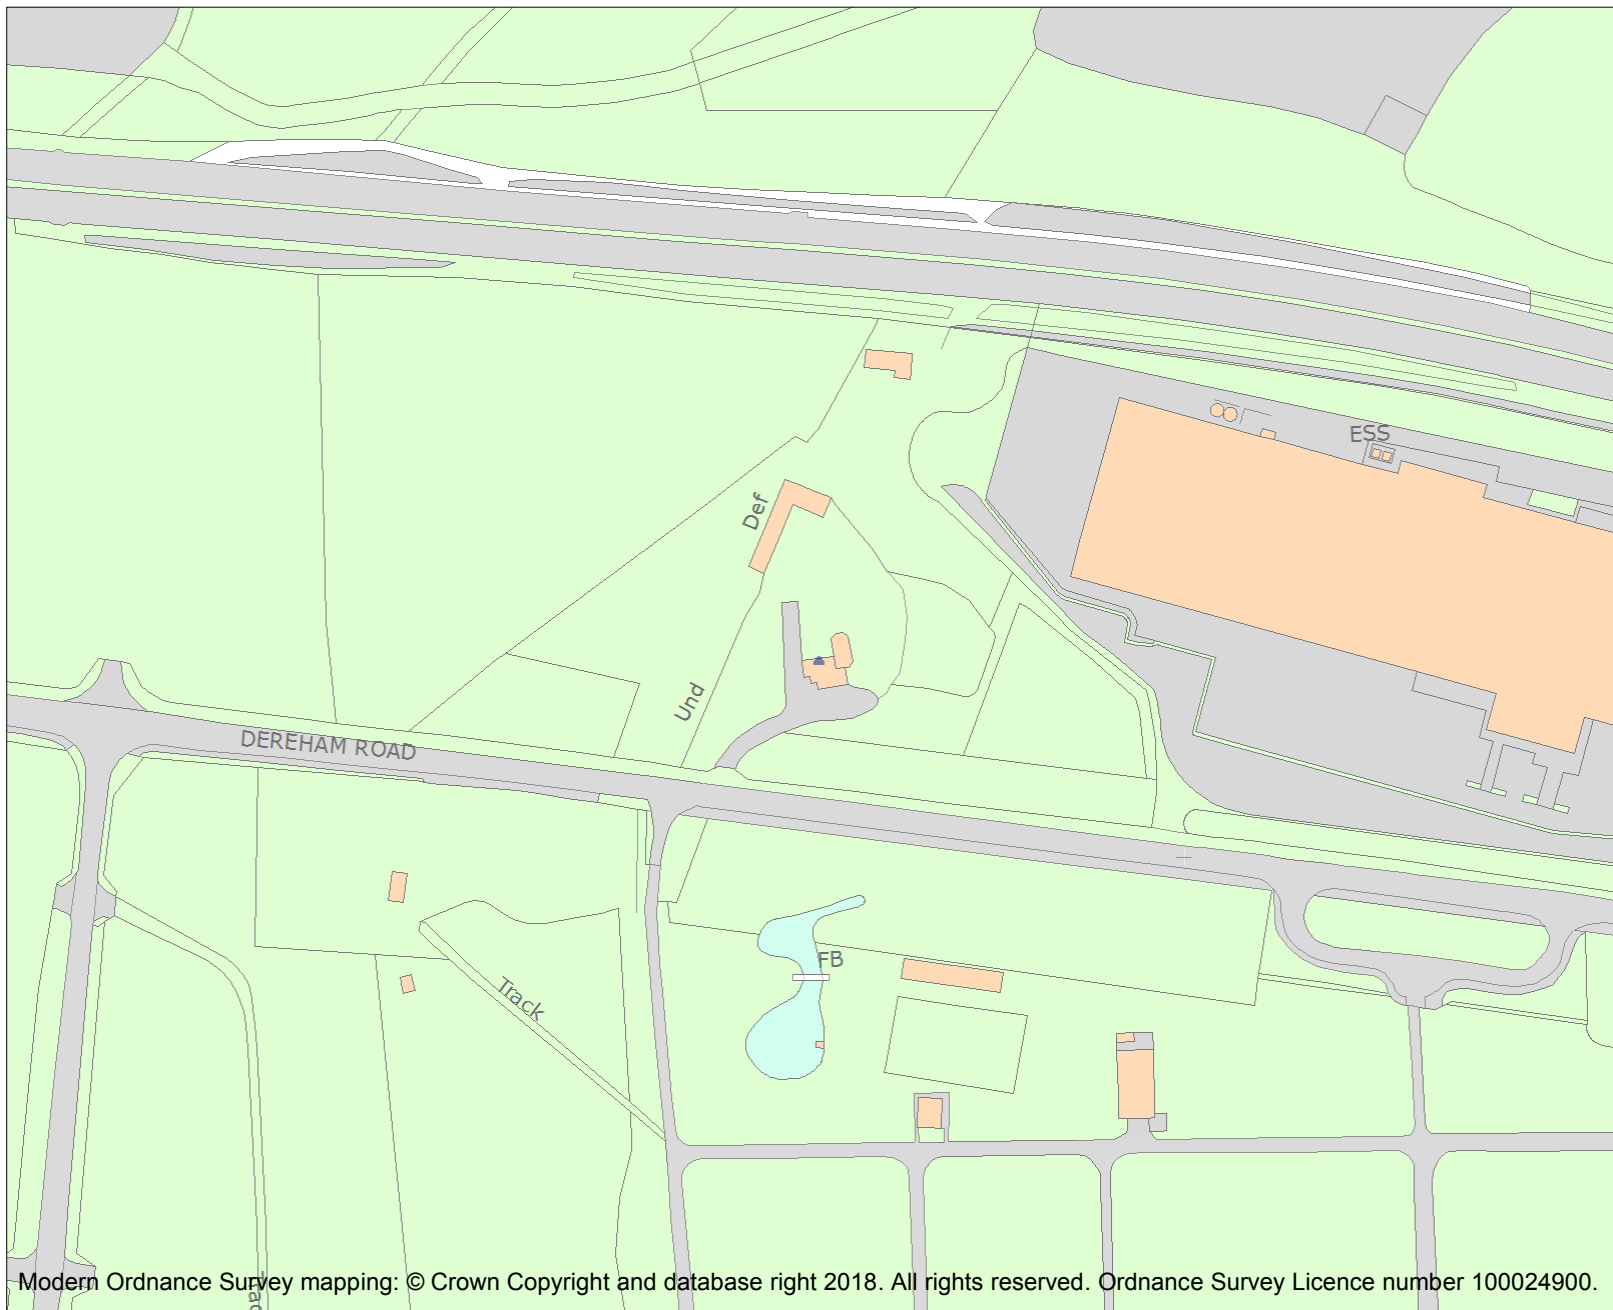 ESS
Def
Und
DEREHAM ROAD
FB
Track
Modern Ordnance Survey mapping: © Crown Copyright and database right 2018. All rights reserved. Ordnance Survey Licence number 100024900.